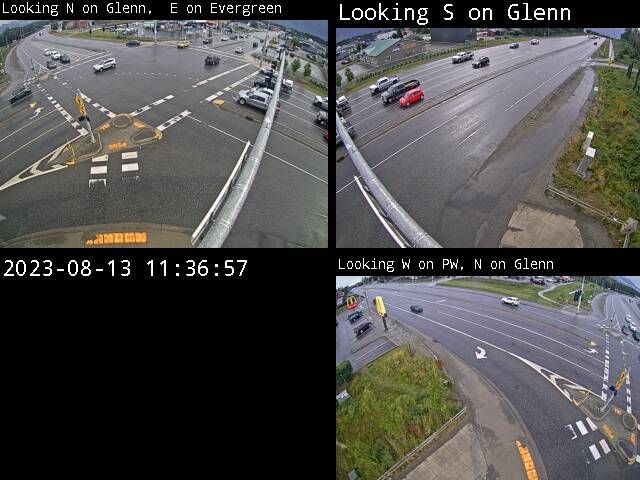 Looking N on Glenn, E on Evergreen
Looking S on Glenn
2023-08-13 11:36:57
Looking W on PW, N on Glenn